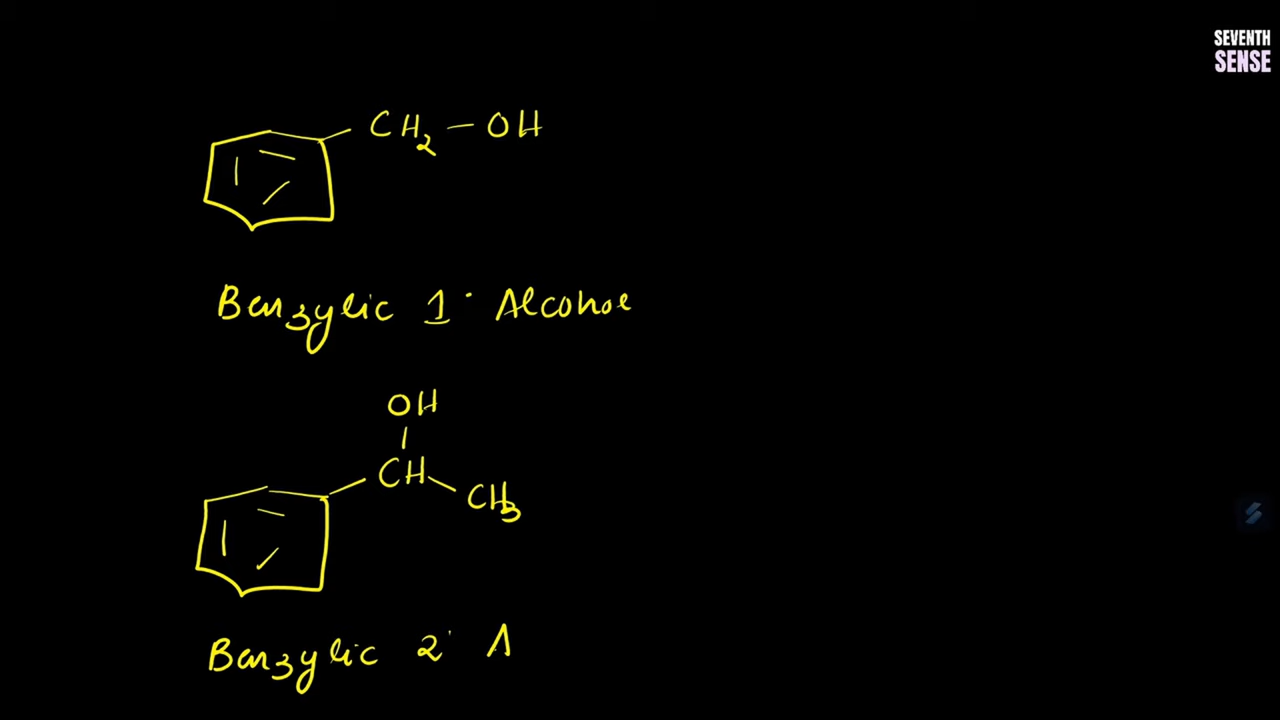 SEVENTH
SENSE
CH₂ — OH
Benzylic 1° Alcohol
OH
CH
CH₃
Benzylic 2° A